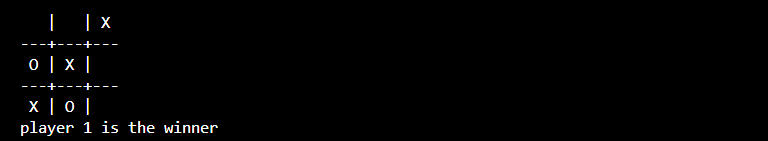 |   | X
---+---+---
 O | X |
---+---+---
 X | O |
player 1 is the winner